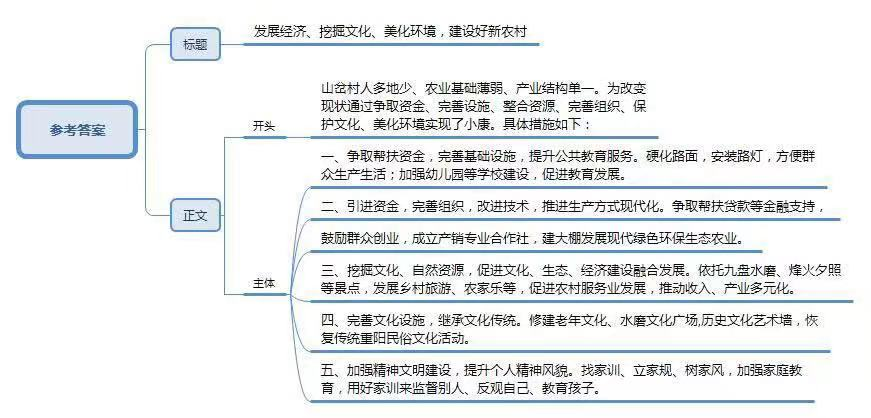 参考答案
标题
发展经济、挖掘文化、美化环境，建设好新农村
正文
开头
山岔村人多地少、农业基础薄弱、产业结构单一。为改变
现状通过争取资金、完善设施、整合资源、完善组织、保
护文化、美化环境实现了小康。具体措施如下：
主体
一、争取帮扶资金，完善基础设施，提升公共教育服务。硬化路面，安装路灯，方便群
众生产生活；加强幼儿园等学校建设，促进教育发展。
二、引进资金，完善组织，改进技术，推进生产方式现代化。争取帮扶贷款等金融支持，
鼓励群众创业，成立产销专业合作社，建大棚发展现代绿色环保生态农业。
三、挖掘文化、自然资源，促进文化、生态、经济建设融合发展。依托九盘水磨、烽火夕照
等景点，发展乡村旅游、农家乐等，促进农村服务业发展，推动收入、产业多元化。
四、完善文化设施，继承文化传统。修建老年文化、水磨文化广场,历史文化艺术墙，恢
复传统重阳民俗文化活动。
五、加强精神文明建设，提升个人精神风貌。找家训、立家规、树家风，加强家庭教
育，用好家训来监督别人、反观自己、教育孩子。